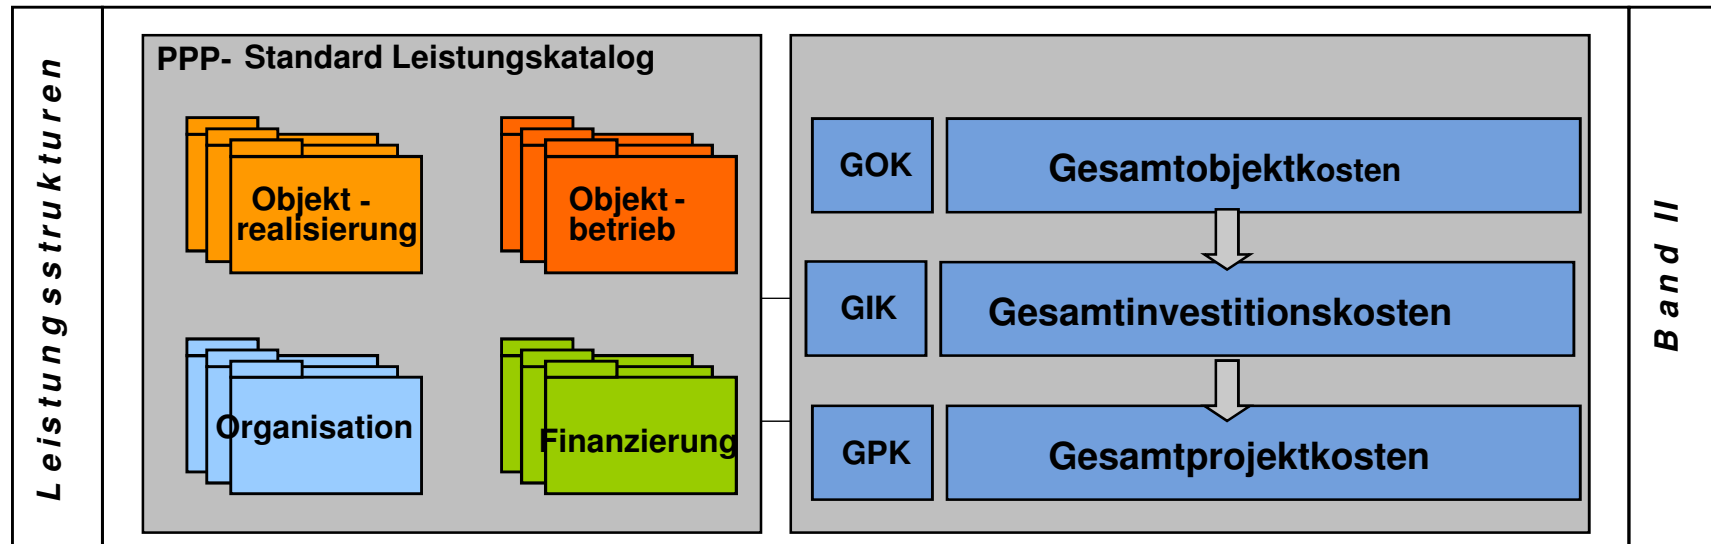 Leistungsstrukturen
PPP- Standard Leistungskatalog
Objekt -
realisierung
Objekt -
betrieb
Organisation
Finanzierung
GOK
Gesamtobjektkosten
GIK
Gesamtinvestitionskosten
GPK
Gesamtprojektkosten
Band II